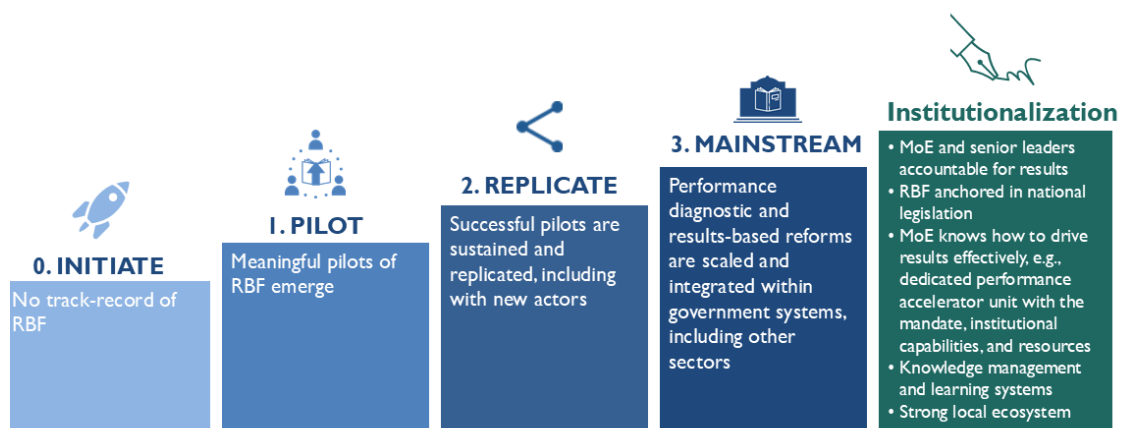 0. INITIATE
No track-record of
RBF
1. PILOT
Meaningful pilots of
RBF emerge
2. REPLICATE
Successful pilots are
sustained and
replicated, including
with new actors
3. MAINSTREAM
Performance
diagnostic and
results-based reforms
are scaled and
integrated within
government systems,
including other
sectors
Institutionalization
• MoE and senior leaders
accountable for results
• RBF anchored in national
legislation
• MoE knows how to drive
results effectively, e.g.,
dedicated performance
accelerator unit with the
mandate, institutional
capabilities, and resources
• Knowledge management
and learning systems
• Strong local ecosystem